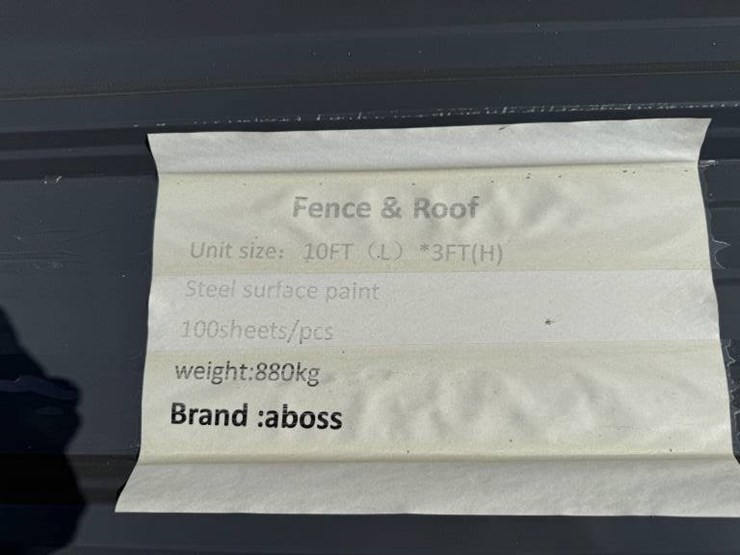 Fence & Roof
Unit size: 10FT (L) *3FT(H)
Steel surface paint
100sheets/pcs
weight:880kg
Brand :aboss